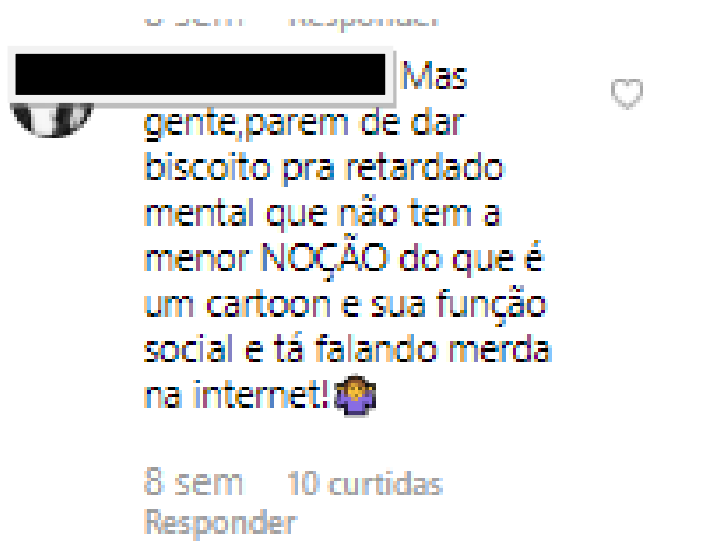 Mas
gente,parem de dar
biscoito pra retardado
mental que não tem a
menor NOÇÃO do que é
um cartoon e sua função
social e tá falando merda
na internet!🤷‍♀️
8 sem 10 curtidas
Responder